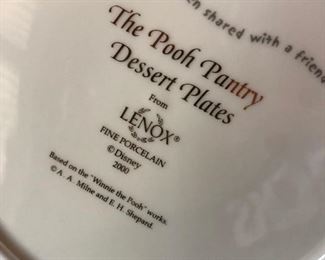 shared with a friend
The Pooh Pantry
Dessert Plates
From
LENOX®
FINE PORCELAIN
© Disney
2000
Based on the "Winnie the Pooh" works.
© A. A. Milne and E. H. Shepard.